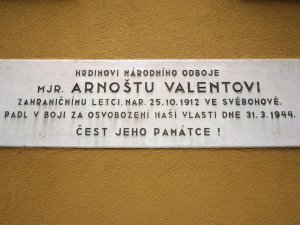 HRDINOVI NÁRODNÍHO ODBOJE
MJR. ARNOŠTU VALENTOVI
ZAHRANIČNÍMU LETCI, NAR. 25.10.1912 VE SVÉBOHOVĚ.
PADL V BOJI ZA OSVOBOZENÍ NAŠÍ VLASTI DNE 31.3.1944.
ČEST JEHO PAMÁTCE !